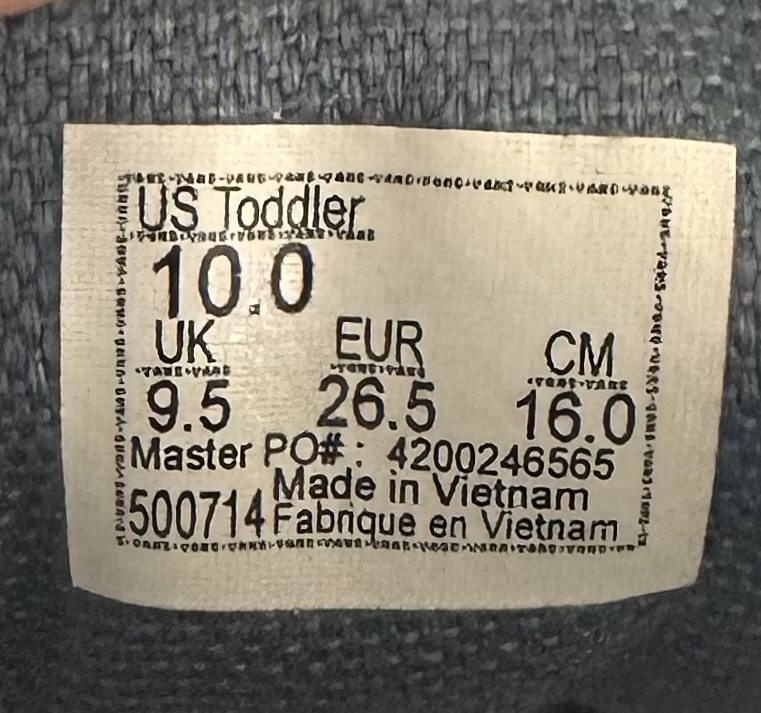 US Toddler
10.0
UK EUR CM
9.5 26.5 16.0
Master PO# : 4200246565
500714 Made in Vietnam
Fabrique en Vietnam